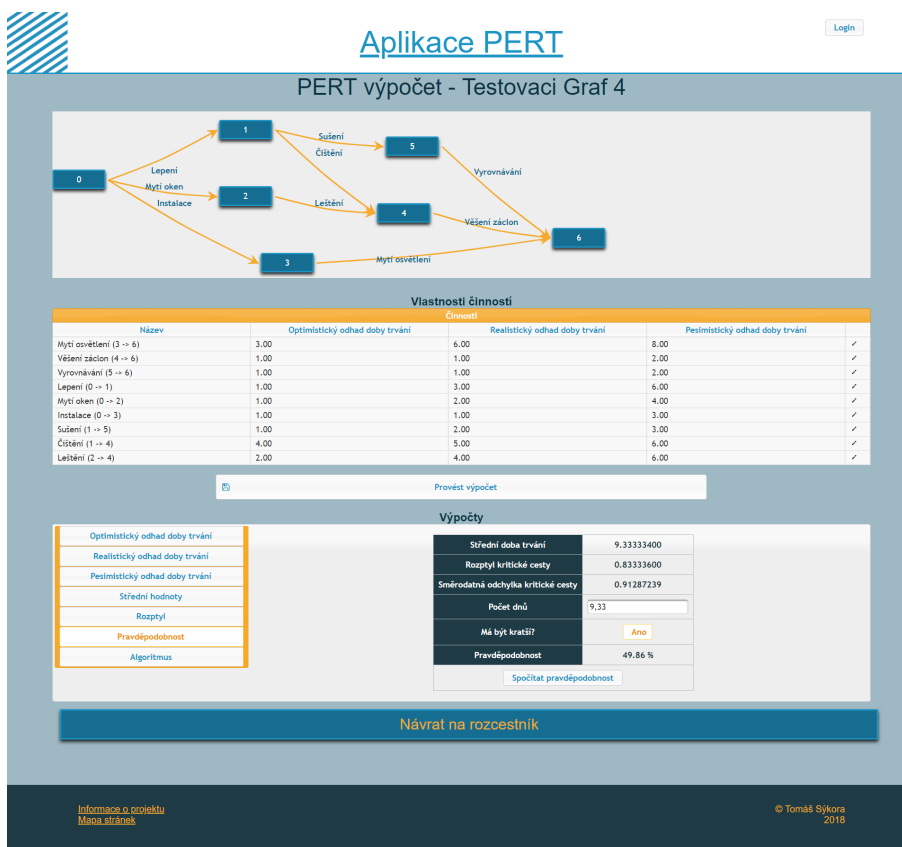 Login
Aplikace PERT
PERT výpočet - Testovaci Graf 4
1
Sušení
5
Čištění
Lepení
Vyrovnávání
0
Mytí oken
2
Leštění
Instalace
4
Věšení záclon
6
Mytí osvětlení
3
Vlastnosti činností
Činnosti
Název Optimistický odhad doby trvání Realistický odhad doby trvání Pesimistický odhad doby trvání
Mytí osvětlení (3 -> 6) 3.00 6.00 8.00
Věšení záclon (4 -> 6) 1.00 1.00 2.00
Vyrovnávání (5 -> 6) 1.00 1.00 2.00
Lepení (0 -> 1) 1.00 3.00 6.00
Mytí oken (0 -> 2) 1.00 2.00 4.00
Instalace (0 -> 3) 1.00 1.00 3.00
Sušení (1 -> 5) 1.00 2.00 3.00
Čištění (1 -> 4) 4.00 5.00 6.00
Leštění (2 -> 4) 2.00 4.00 6.00
Provést výpočet
Výpočty
Optimistický odhad doby trvání
Realistický odhad doby trvání
Pesimistický odhad doby trvání
Střední hodnoty
Rozptyl
Pravděpodobnost
Algoritmus
Střední doba trvání 9.33333400
Rozptyl kritické cesty 0.83333600
Směrodatná odchylka kritické cesty 0.91287239
Počet dnů 9,33
Má být kratší? Ano
Pravděpodobnost 49.86 %
Spočítat pravděpodobnost
Návrat na rozcestník
Informace o projektu
Mapa stránek
© Tomáš Sýkora
2018